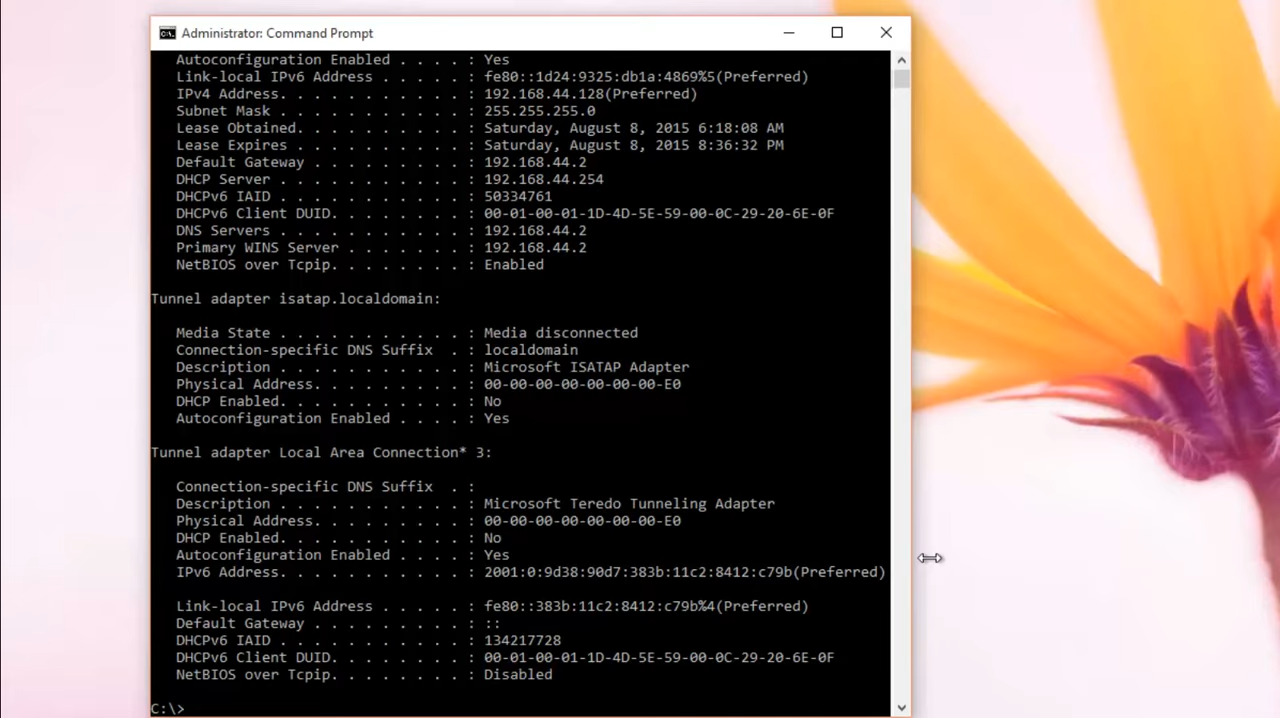 Administrator: Command Prompt
Autoconfiguration Enabled . . . . : Yes
Link-local IPv6 Address . . . . . : fe80::1d24:9325:db1a:4869%5(Preferred)
IPv4 Address. . . . . . . . . . . : 192.168.44.128(Preferred)
Subnet Mask . . . . . . . . . . . : 255.255.255.0
Lease Obtained. . . . . . . . . . : Saturday, August 8, 2015 6:18:08 AM
Lease Expires . . . . . . . . . . : Saturday, August 8, 2015 8:36:32 PM
Default Gateway . . . . . . . . . : 192.168.44.2
DHCP Server . . . . . . . . . . . : 192.168.44.254
DHCPv6 IAID . . . . . . . . . . . : 50334761
DHCPv6 Client DUID. . . . . . . . : 00-01-00-01-1D-4D-5E-59-00-0C-29-20-6E-0F
DNS Servers . . . . . . . . . . . : 192.168.44.2
Primary WINS Server . . . . . . . : 192.168.44.2
NetBIOS over Tcpip. . . . . . . . : Enabled
Tunnel adapter isatap.localdomain:
Media State . . . . . . . . . . . : Media disconnected
Connection-specific DNS Suffix . : localdomain
Description . . . . . . . . . . . : Microsoft ISATAP Adapter
Physical Address. . . . . . . . . : 00-00-00-00-00-00-00-E0
DHCP Enabled. . . . . . . . . . . : No
Autoconfiguration Enabled . . . . : Yes
Tunnel adapter Local Area Connection* 3:
Connection-specific DNS Suffix . :
Description . . . . . . . . . . . : Microsoft Teredo Tunneling Adapter
Physical Address. . . . . . . . . : 00-00-00-00-00-00-00-E0
DHCP Enabled. . . . . . . . . . . : No
Autoconfiguration Enabled . . . . : Yes
IPv6 Address. . . . . . . . . . . : 2001:0:9d38:90d7:383b:11c2:8412:c79b(Preferred)
Link-local IPv6 Address . . . . . : fe80::383b:11c2:8412:c79b%4(Preferred)
Default Gateway . . . . . . . . . : ::
DHCPv6 IAID . . . . . . . . . . . : 134217728
DHCPv6 Client DUID. . . . . . . . : 00-01-00-01-1D-4D-5E-59-00-0C-29-20-6E-0F
NetBIOS over Tcpip. . . . . . . . : Disabled
C:\>